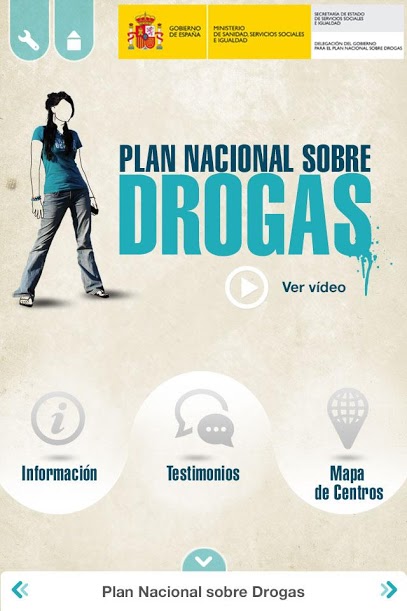 GOBIERNO
DE ESPAÑA
MINISTERIO
DE SANIDAD, SERVICIOS SOCIALES
E IGUALDAD
SECRETARÍA DE ESTADO
DE SERVICIOS SOCIALES
E IGUALDAD
DELEGACIÓN DEL GOBIERNO
PARA EL PLAN NACIONAL SOBRE DROGAS
PLAN NACIONAL SOBRE
DROGAS
Ver vídeo
Información
Testimonios
Mapa
de Centros
Plan Nacional sobre Drogas